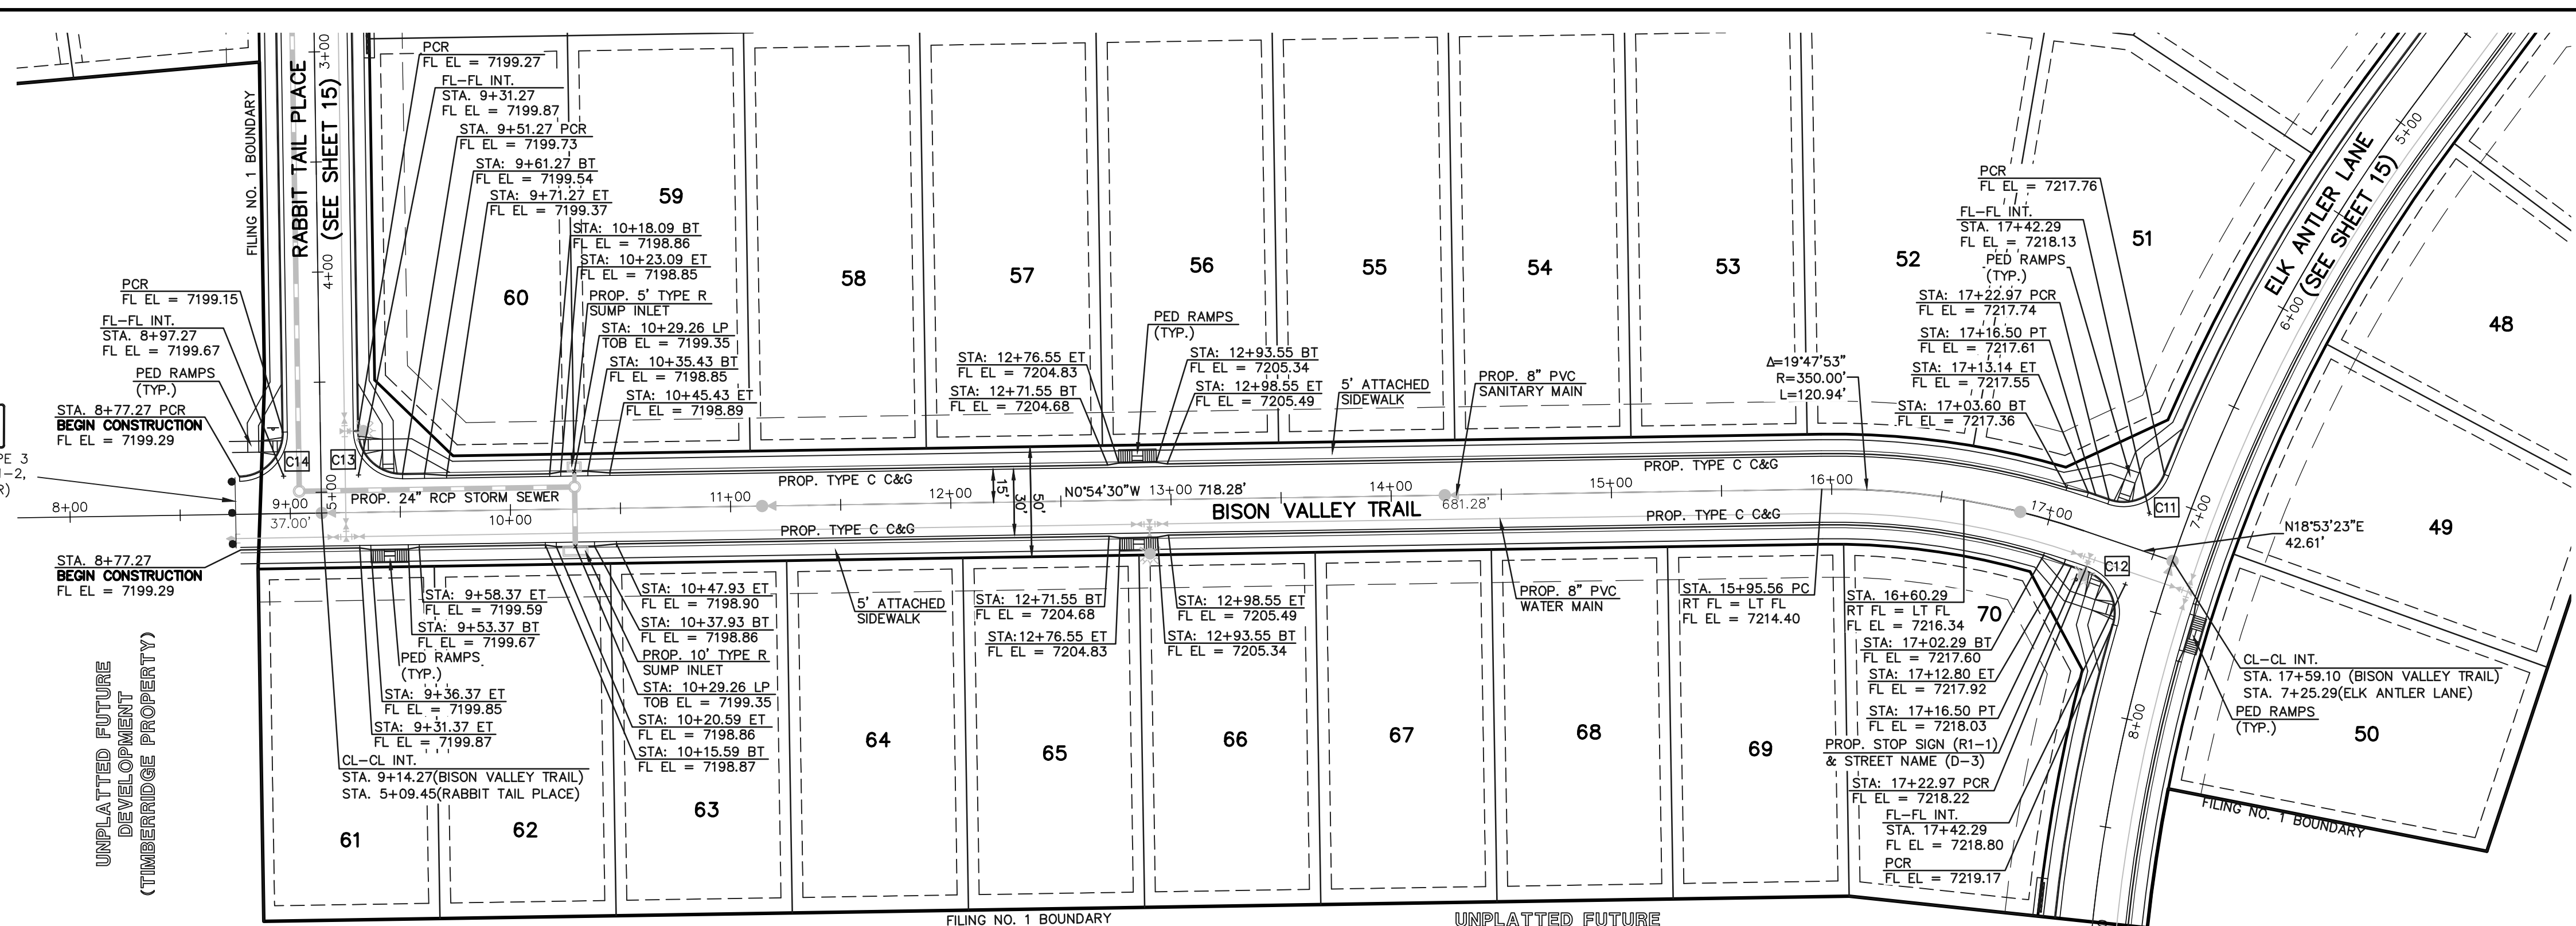 PCR
FL EL = 7199.27
FL-FL INT.
STA. 9+31.27
FL EL = 7199.87
STA. 9+51.27 PCR
FL EL = 7199.73
STA: 9+61.27 BT
FL EL = 7199.54
STA: 9+71.27 ET
FL EL = 7199.37
3+00
4+00
5+00
FILING NO. 1 BOUNDARY
RABBIT TAIL PLACE
(SEE SHEET 15)
PCR
FL EL = 7199.15
FL-FL INT.
STA. 8+97.27
FL EL = 7199.67
PED RAMPS
(TYP.)
STA. 8+77.27 PCR
BEGIN CONSTRUCTION
FL EL = 7199.29
PE 3
1-2,
R)
C14
C13
60
59
58
57
56
55
54
53
52
51
STA: 10+18.09 BT
FL EL = 7198.86
STA: 10+23.09 ET
FL EL = 7198.85
PROP. 5' TYPE R
SUMP INLET
STA: 10+29.26 LP
TOB EL = 7199.35
STA: 10+35.43 BT
FL EL = 7198.85
STA: 10+45.43 ET
FL EL = 7198.89
PED RAMPS
(TYP.)
STA: 12+76.55 ET
FL EL = 7204.83
STA: 12+71.55 BT
FL EL = 7204.68
STA: 12+93.55 BT
FL EL = 7205.34
STA: 12+98.55 ET
FL EL = 7205.49
5' ATTACHED
SIDEWALK
PROP. 8" PVC
SANITARY MAIN
Δ=19°47'53"
R=350.00'
L=120.94'
PCR
FL EL = 7217.76
FL-FL INT.
STA. 17+42.29
FL EL = 7218.13
PED RAMPS
(TYP.)
STA: 17+22.97 PCR
FL EL = 7217.74
STA: 17+16.50 PT
FL EL = 7217.61
STA: 17+13.14 ET
FL EL = 7217.55
STA: 17+03.60 BT
FL EL = 7217.36
ELK ANTLER LANE
(SEE SHEET 15)
5+00
6+00
7+00
8+00
48
49
50
8+00
9+00
37.00'
10+00
11+00
12+00
N0°54'30"W
13+00
718.28'
14+00
681.28'
15+00
16+00
17+00
PROP. 24" RCP STORM SEWER
PROP. TYPE C C&G
PROP. TYPE C C&G
PROP. TYPE C C&G
PROP. TYPE C C&G
15'
30'
50'
BISON VALLEY TRAIL
C11
C12
N18°53'23"E
42.61'
STA. 8+77.27
BEGIN CONSTRUCTION
FL EL = 7199.29
STA: 9+58.37 ET
FL EL = 7199.59
STA: 9+53.37 BT
FL EL = 7199.67
PED RAMPS
(TYP.)
STA: 9+36.37 ET
FL EL = 7199.85
STA: 9+31.37 ET
FL EL = 7199.87
CL-CL INT.
STA. 9+14.27(BISON VALLEY TRAIL)
STA. 5+09.45(RABBIT TAIL PLACE)
STA: 10+47.93 ET
FL EL = 7198.90
STA: 10+37.93 BT
FL EL = 7198.86
PROP. 10' TYPE R
SUMP INLET
STA: 10+29.26 LP
TOB EL = 7199.35
STA: 10+20.59 ET
FL EL = 7198.86
STA: 10+15.59 BT
FL EL = 7198.87
5' ATTACHED
SIDEWALK
STA: 12+71.55 BT
FL EL = 7204.68
STA:12+76.55 ET
FL EL = 7204.83
STA: 12+98.55 ET
FL EL = 7205.49
STA: 12+93.55 BT
FL EL = 7205.34
PROP. 8" PVC
WATER MAIN
STA. 15+95.56 PC
RT FL = LT FL
FL EL = 7214.40
STA. 16+60.29
RT FL = LT FL
FL EL = 7216.34
STA: 17+02.29 BT
FL EL = 7217.60
STA: 17+12.80 ET
FL EL = 7217.92
STA: 17+16.50 PT
FL EL = 7218.03
PROP. STOP SIGN (R1-1)
& STREET NAME (D-3)
STA: 17+22.97 PCR
FL EL = 7218.22
FL-FL INT.
STA. 17+42.29
FL EL = 7218.80
PCR
FL EL = 7219.17
CL-CL INT.
STA. 17+59.10 (BISON VALLEY TRAIL)
STA. 7+25.29(ELK ANTLER LANE)
PED RAMPS
(TYP.)
61
62
63
64
65
66
67
68
69
70
UNPLATTED FUTURE
DEVELOPMENT
(TIMBERRIDGE PROPERTY)
FILING NO. 1 BOUNDARY
FILING NO. 1 BOUNDARY
UNPLATTED FUTURE